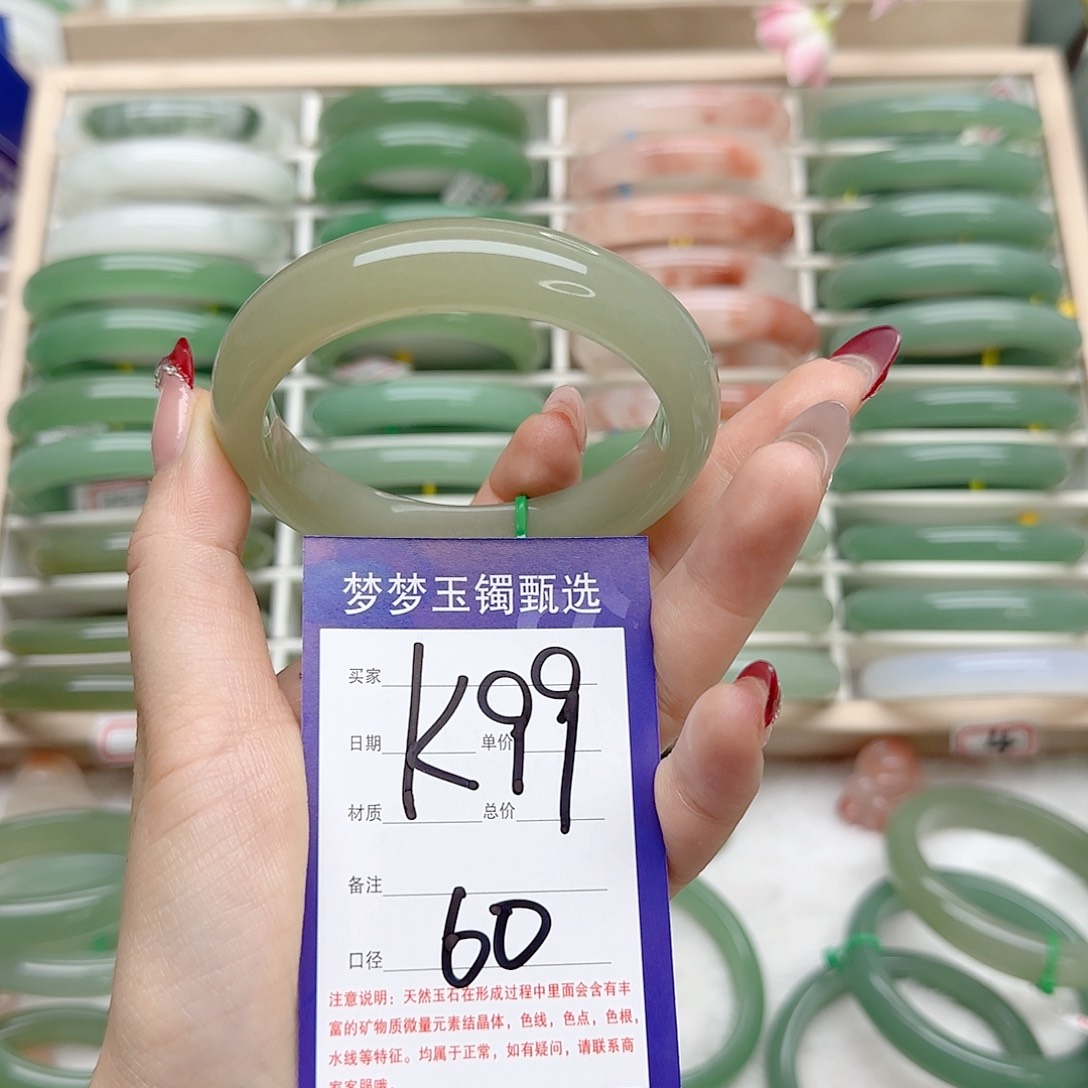 梦梦玉镯甄选
买家
K99
日期 单价
材质 总价
备注
60
口径
注意说明：天然玉石在形成过程中里面会含有丰
富的矿物质微量元素结晶体，色线，色点，色根，
水线等特征。均属于正常，如有疑问，请联系商
家客服哦。